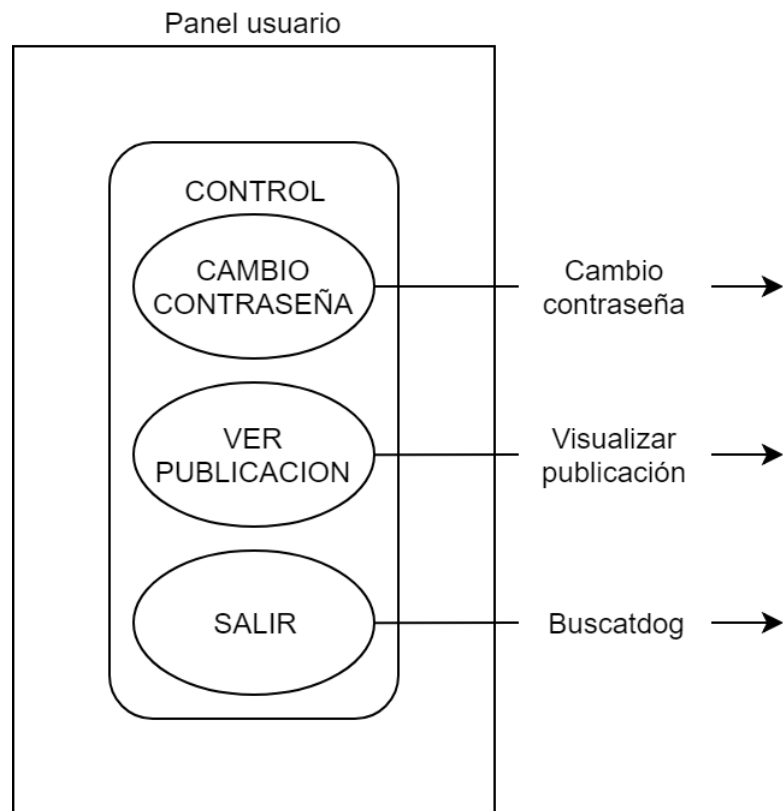 Panel usuario
CONTROL
CAMBIO
CONTRASEÑA
Cambio
contraseña
VER
PUBLICACION
Visualizar
publicación
SALIR
Buscatdog